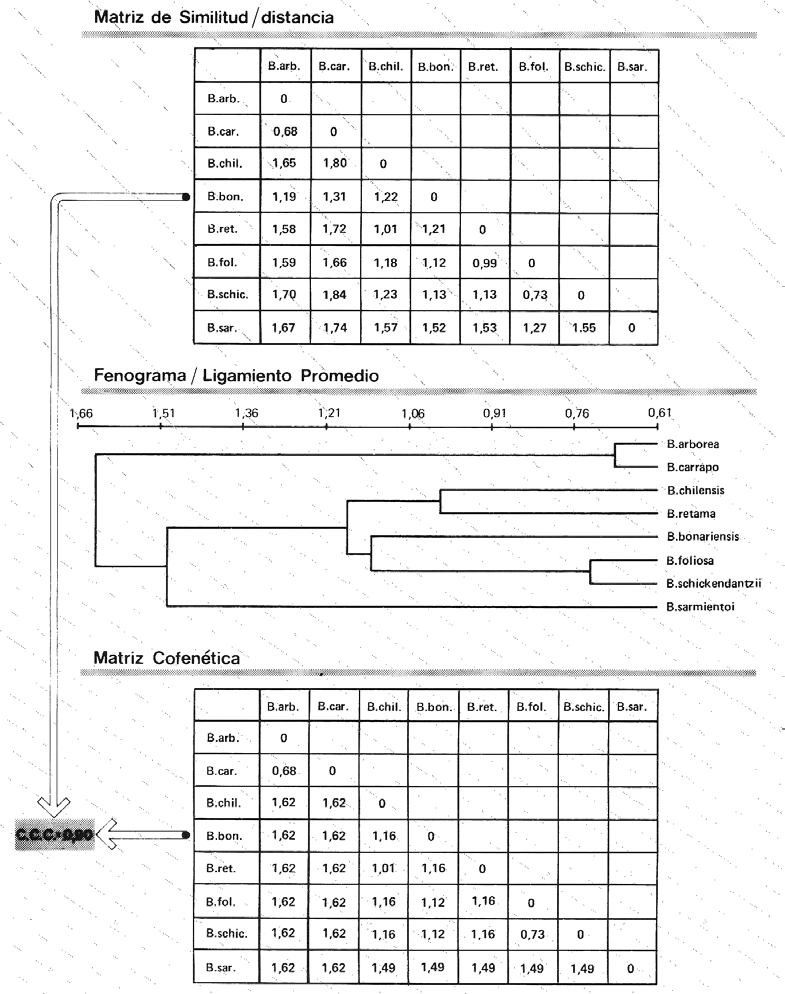 Matriz de Similitud / distancia
B.arb. B.car. B.chil. B.bon. B.ret. B.fol. B.schic. B.sar.
B.arb. 0
B.car. 0,68 0
B.chil. 1,65 1,80 0
B.bon. 1,19 1,31 1,22 0
B.ret. 1,58 1,72 1,01 1,21 0
B.fol. 1,59 1,66 1,18 1,12 0,99 0
B.schic. 1,70 1,84 1,23 1,13 1,13 0,73 0
B.sar. 1,67 1,74 1,57 1,52 1,53 1,27 1.55 0
Fenograma / Ligamiento Promedio
1,66 1,51 1,36 1,21 1,06 0,91 0,76 0,61
B.arborea
B.carrapo
B.chilensis
B.retama
B.bonariensis
B.foliosa
B.schickendantzii
B.sarmientoi
Matriz Cofenética
B.arb. B.car. B.chil. B.bon. B.ret. B.fol. B.schic. B.sar.
B.arb. 0
B.car. 0,68 0
B.chil. 1,62 1,62 0
B.bon. 1,62 1,62 1,16 0
B.ret. 1,62 1,62 1,01 1,16 0
B.fol. 1,62 1,62 1,16 1,12 1,16 0
B.schic. 1,62 1,62 1,16 1,12 1,16 0,73 0
B.sar. 1,62 1,62 1,49 1,49 1,49 1,49 1,49 0
C.C.C.=0,90